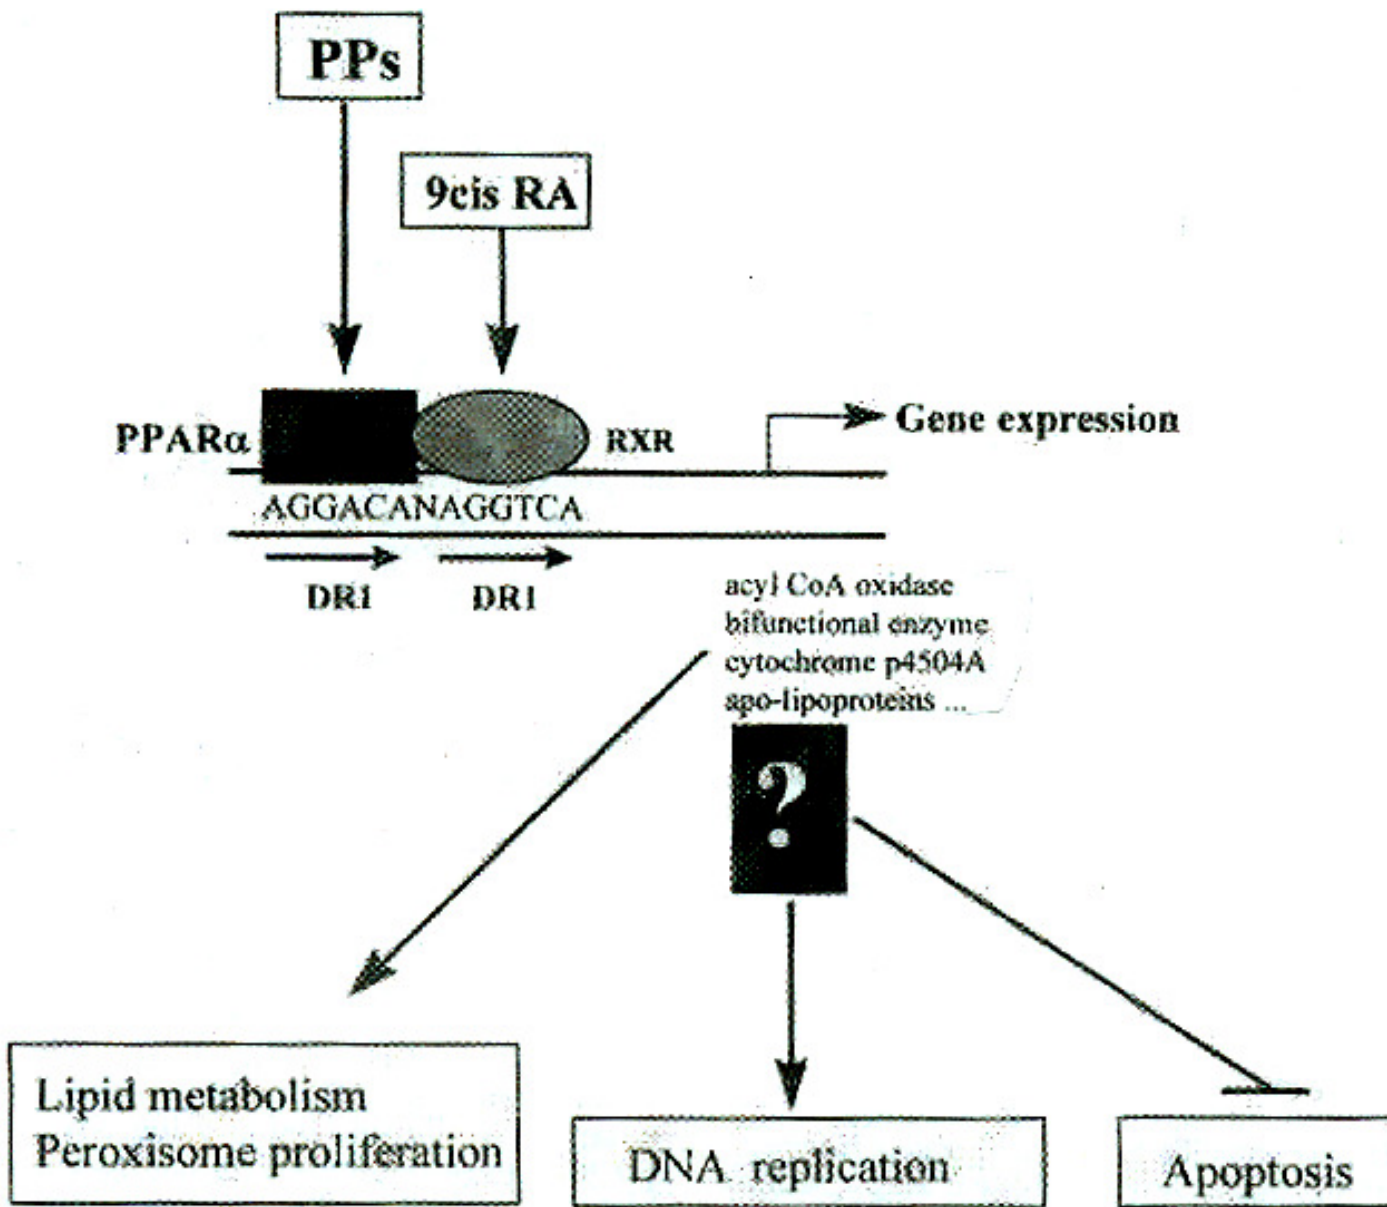 PPs
9cis RA
PPARα
RXR
Gene expression
AGGACANAGGTCA
DR1 DR1
acyl CoA oxidase
bifunctional enzyme
cytochrome p4504A
apo-lipoproteins ...
?
Lipid metabolism
Peroxisome proliferation
DNA replication
Apoptosis